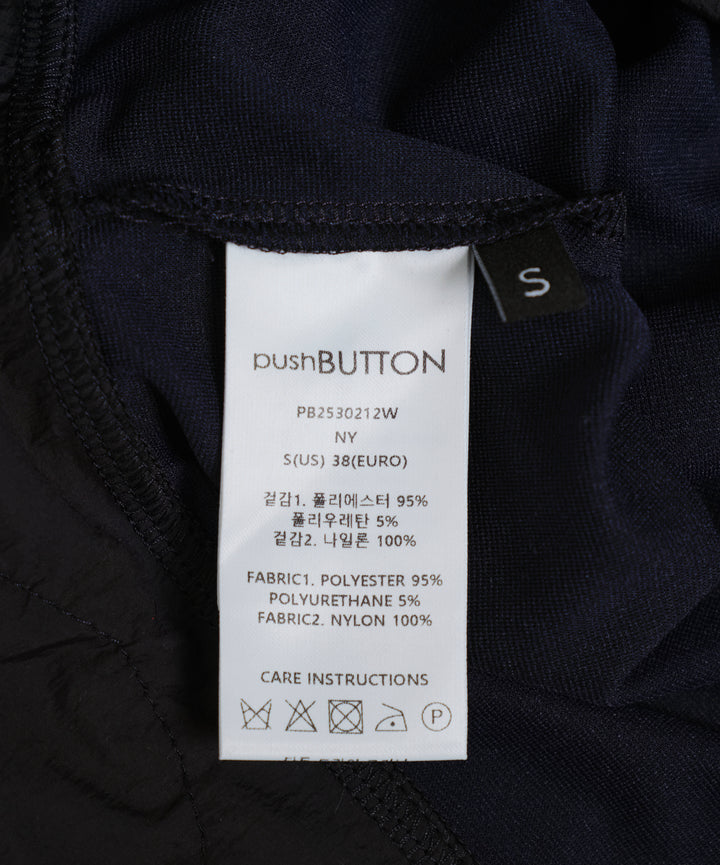 S
pushBUTTON
PB2530212W
NY
S(US) 38(EURO)
겉감1. 폴리에스터 95%
폴리우레탄 5%
겉감2. 나일론 100%
FABRIC1. POLYESTER 95%
POLYURETHANE 5%
FABRIC2. NYLON 100%
CARE INSTRUCTIONS
P